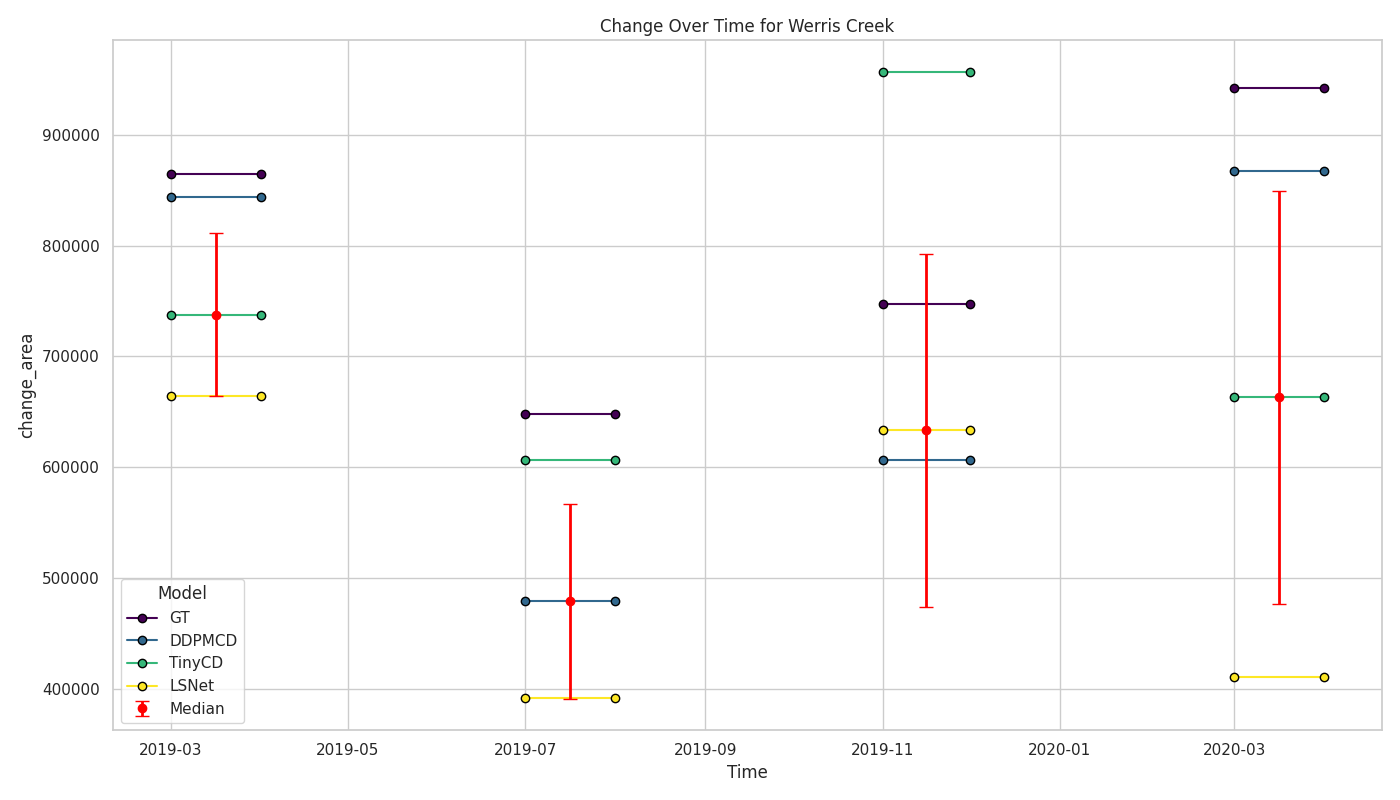 Change Over Time for Werris Creek
change_area
900000
800000
700000
600000
500000
400000
Model
GT
DDPMCD
TinyCD
LSNet
Median
2019-03
2019-05
2019-07
2019-09
2019-11
2020-01
2020-03
Time